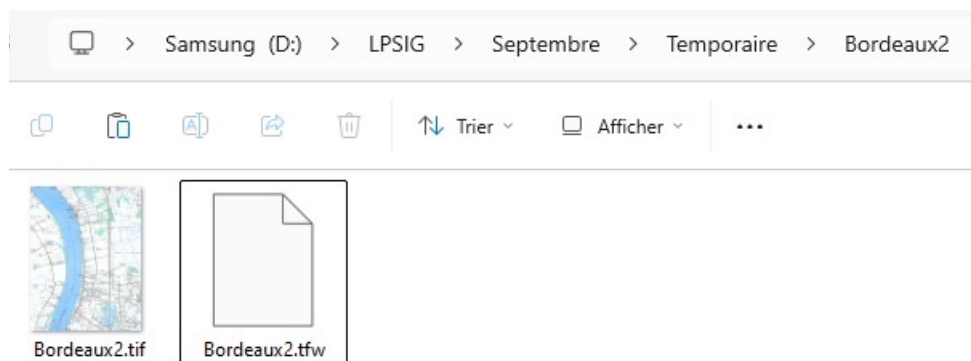 Samsung (D:) > LPSIG > Septembre > Temporaire > Bordeaux2
Trier Afficher
Bordeaux2.tif Bordeaux2.tfw